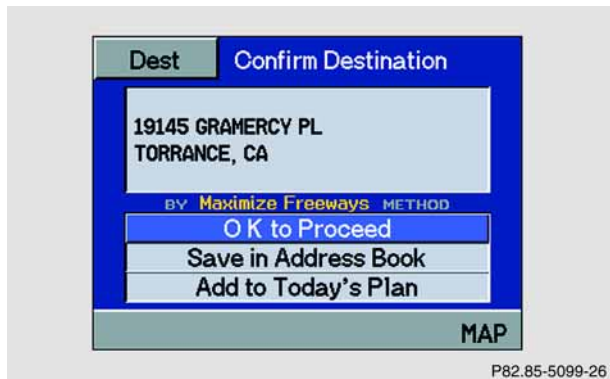 Dest
Confirm Destination
19145 GRAMERCY PL
TORRANCE, CA
BY Maximize Freeways METHOD
O K to Proceed
Save in Address Book
Add to Today's Plan
MAP
P82.85-5099-26